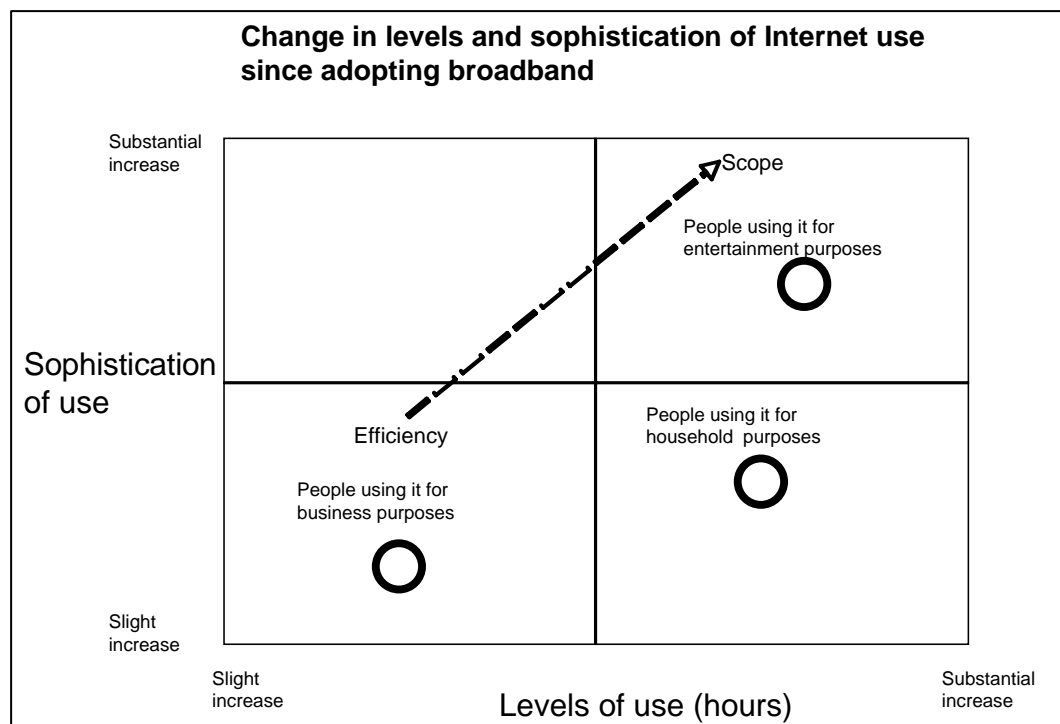 Change in levels and sophistication of Internet use
since adopting broadband
Substantial
increase
Scope
People using it for
entertainment purposes
Sophistication
of use
People using it for
household  purposes
Efficiency
People using it for
business purposes
Slight
increase
Slight
increase
Levels of use (hours)
Substantial
increase